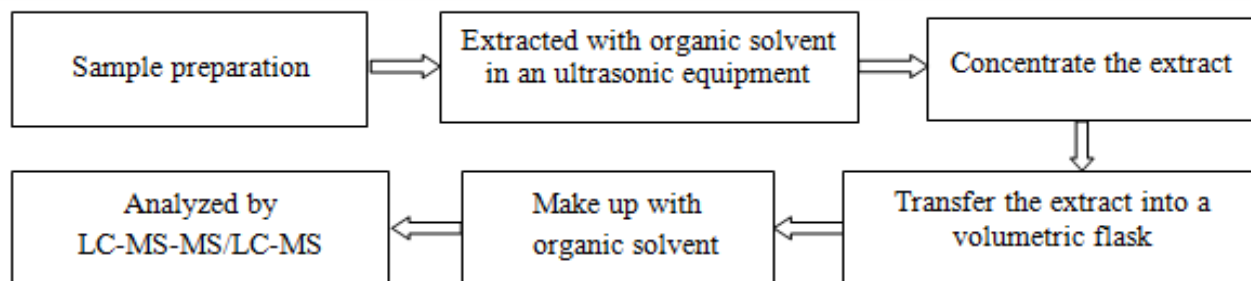 Sample preparation
Extracted with organic solvent
in an ultrasonic equipment
Concentrate the extract
Transfer the extract into a
volumetric flask
Make up with
organic solvent
Analyzed by
LC-MS-MS/LC-MS